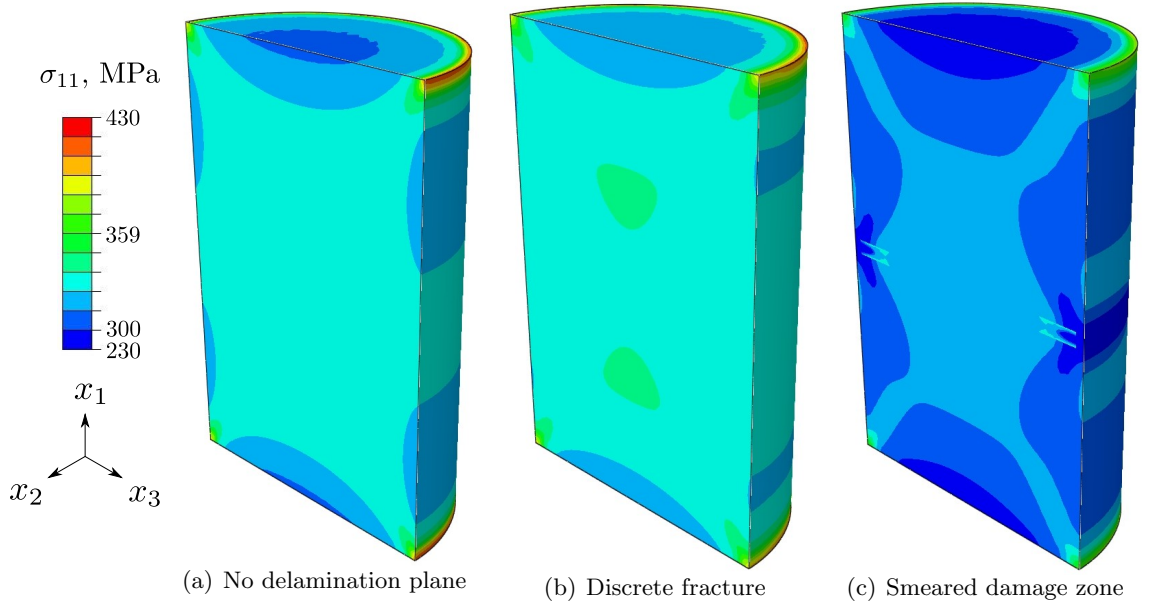 σ11, MPa
430
359
300
230
x1
x2
x3
(a) No delamination plane
(b) Discrete fracture
(c) Smeared damage zone